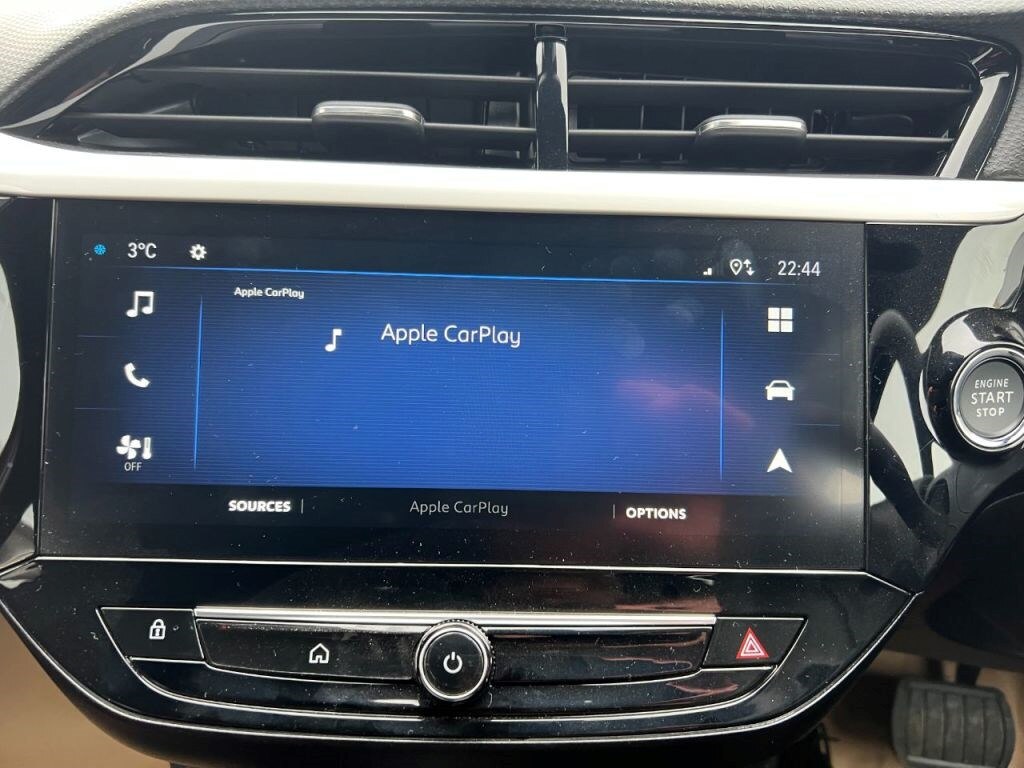 3°C
22:44
Apple CarPlay
Apple CarPlay
OFF
SOURCES
Apple CarPlay
OPTIONS
ENGINE
START
STOP